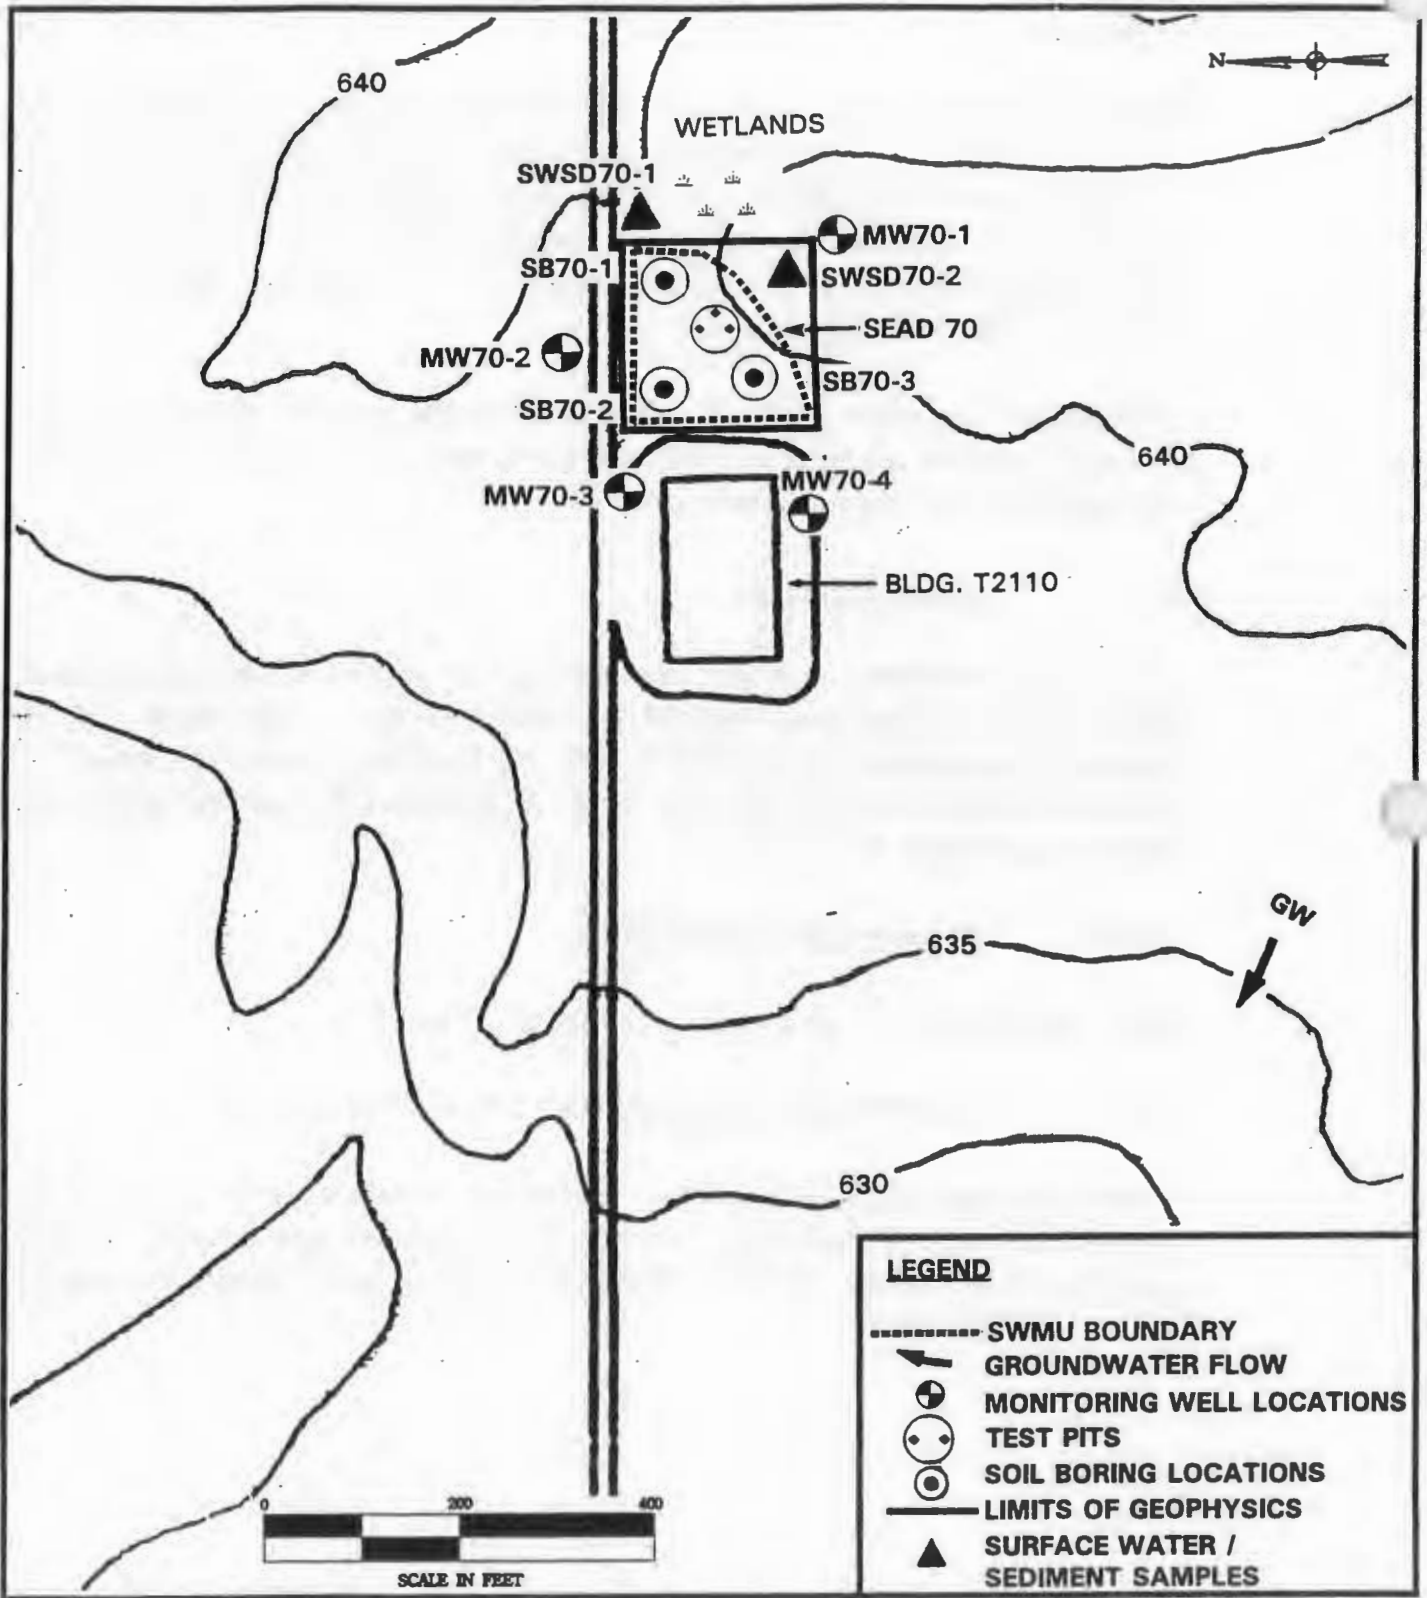 N
640
WETLANDS
SWSD70-1
MW70-1
SB70-1
SWSD70-2
SEAD 70
MW70-2
SB70-3
SB70-2
640
MW70-4
MW70-3
BLDG. T2110
GW
635
630
LEGEND
SWMU BOUNDARY
GROUNDWATER FLOW
MONITORING WELL LOCATIONS
TEST PITS
SOIL BORING LOCATIONS
LIMITS OF GEOPHYSICS
SURFACE WATER /
SEDIMENT SAMPLES
0 200 400
SCALE IN FEET